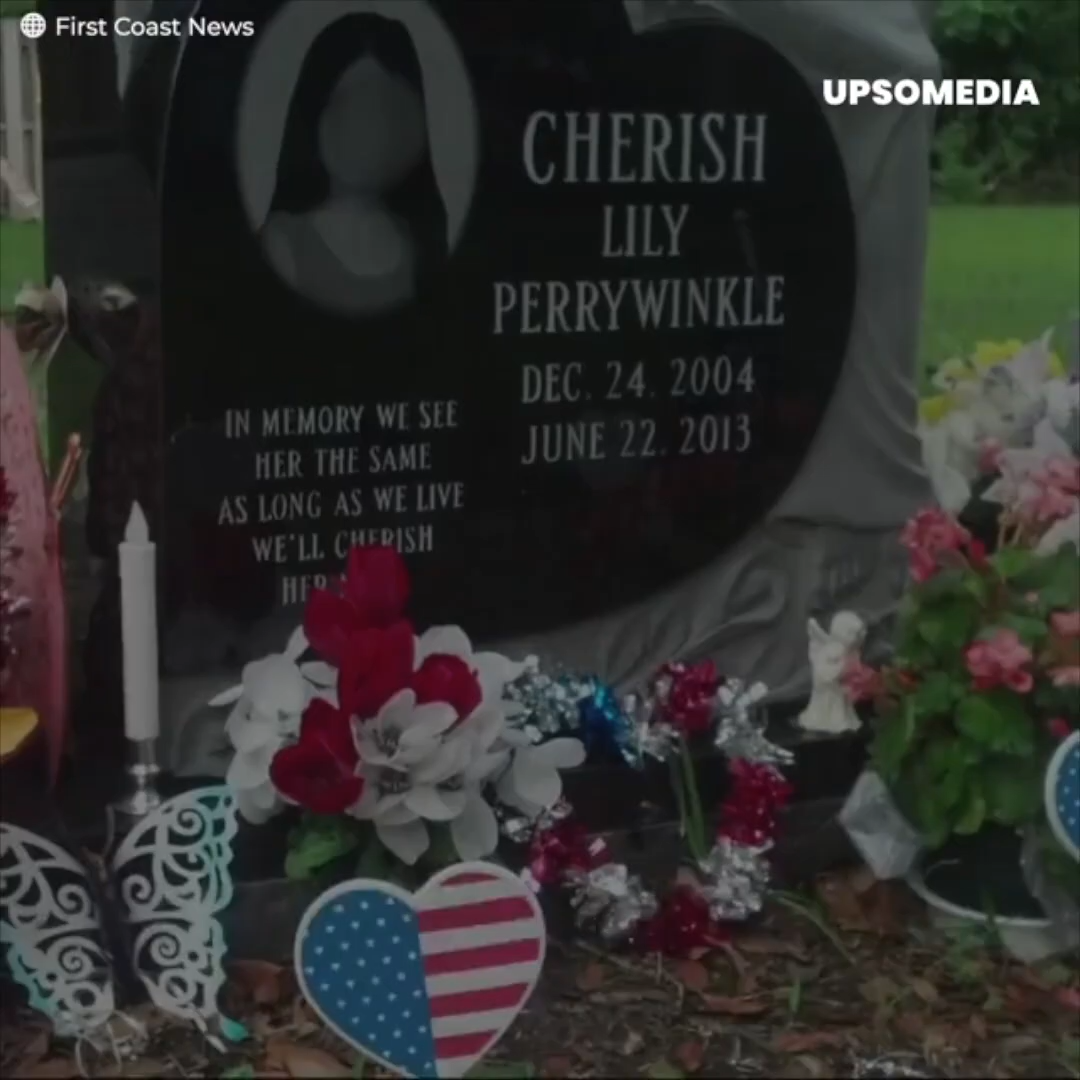 First Coast News
UPSOMEDIA
CHERISH
LILY
PERRYWINKLE
DEC. 24. 2004
JUNE 22. 2013
IN MEMORY WE SEE
HER THE SAME
AS LONG AS WE LIVE
WE'LL CHERISH
HER